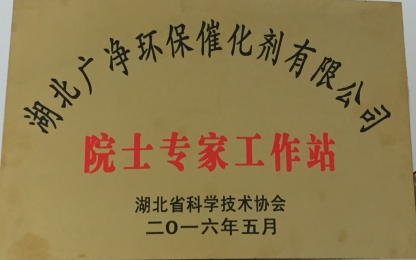 湖北广净环保催化剂有限公司
院士专家工作站
湖北省科学技术协会
二O一六年五月